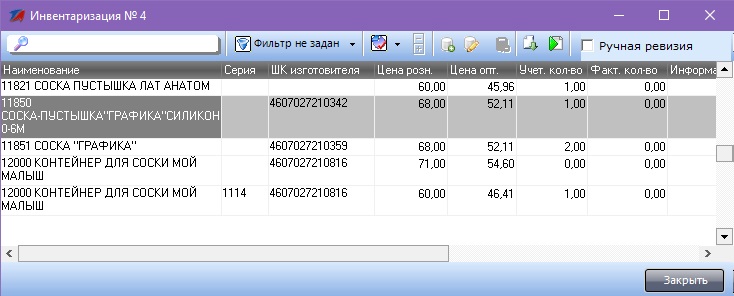 Инвентаризация № 4
Фильтр не задан
Ручная ревизия
Наименование Серия ШК изготовителя Цена розн. Цена опт. Учет. кол-во Факт. кол-во Информа
11821 СОСКА ПУСТЫШКА ЛАТ АНАТОМ 60,00 45,96 1,00 0,00
11850 4607027210342 68,00 52,11 1,00 0,00
СОСКА-ПУСТЫШКА"ГРАФИКА"СИЛИКОН
0-6М
11851 СОСКА "ГРАФИКА" 4607027210359 68,00 52,11 2,00 0,00
12000 КОНТЕЙНЕР ДЛЯ СОСКИ МОЙ 4607027210816 71,00 54,60 0,00 0,00
МАЛЫШ
12000 КОНТЕЙНЕР ДЛЯ СОСКИ МОЙ 1114 4607027210816 60,00 46,41 1,00 0,00
МАЛЫШ
Закрыть